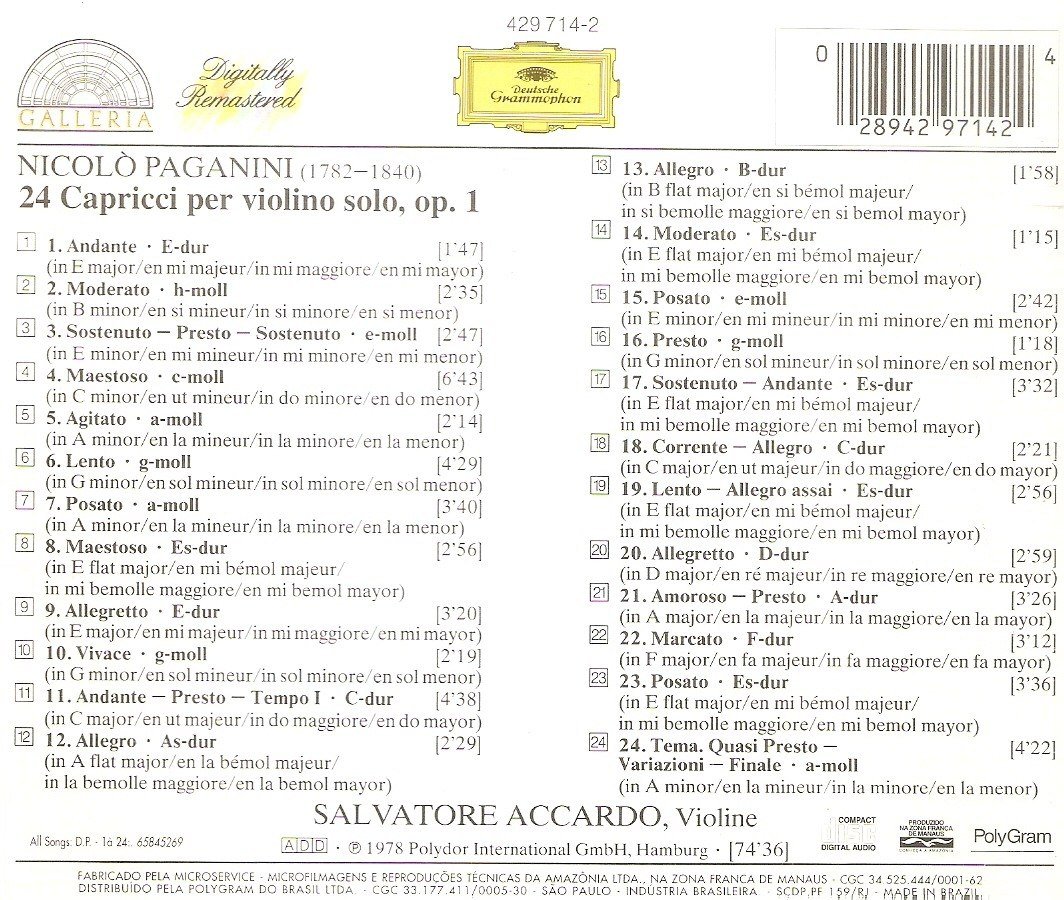 429 714-2
GALLERIA
Digitally
Remastered
Deutsche
Grammophon
0 28942 97142 4
NICOLÒ PAGANINI (1782–1840)
24 Capricci per violino solo, op. 1
1 1. Andante · E-dur [1'47]
(in E major/en mi majeur/in mi maggiore/en mi mayor)
2 2. Moderato · h-moll [2'35]
(in B minor/en si mineur/in si minore/en si menor)
3 3. Sostenuto – Presto – Sostenuto · e-moll [2'47]
(in E minor/en mi mineur/in mi minore/en mi menor)
4 4. Maestoso · c-moll [6'43]
(in C minor/en ut mineur/in do minore/en do menor)
5 5. Agitato · a-moll [2'14]
(in A minor/en la mineur/in la minore/en la menor)
6 6. Lento · g-moll [4'29]
(in G minor/en sol mineur/in sol minore/en sol menor)
7 7. Posato · a-moll [3'40]
(in A minor/en la mineur/in la minore/en la menor)
8 8. Maestoso · Es-dur [2'56]
(in E flat major/en mi bémol majeur/
in mi bemolle maggiore/en mi bemol mayor)
9 9. Allegretto · E-dur [3'20]
(in E major/en mi majeur/in mi maggiore/en mi mayor)
10 10. Vivace · g-moll [2'19]
(in G minor/en sol mineur/in sol minore/en sol menor)
11 11. Andante – Presto – Tempo I · C-dur [4'38]
(in C major/en ut majeur/in do maggiore/en do mayor)
12 12. Allegro · As-dur [2'29]
(in A flat major/en la bémol majeur/
in la bemolle maggiore/en la bemol mayor)
13 13. Allegro · B-dur [1'58]
(in B flat major/en si bémol majeur/
in si bemolle maggiore/en si bemol mayor)
14 14. Moderato · Es-dur [1'15]
(in E flat major/en mi bémol majeur/
in mi bemolle maggiore/en mi bemol mayor)
15 15. Posato · e-moll [2'42]
(in E minor/en mi mineur/in mi minore/en mi menor)
16 16. Presto · g-moll [1'18]
(in G minor/en sol mineur/in sol minore/en sol menor)
17 17. Sostenuto – Andante · Es-dur [3'32]
(in E flat major/en mi bémol majeur/
in mi bemolle maggiore/en mi bemol mayor)
18 18. Corrente – Allegro · C-dur [2'21]
(in C major/en ut majeur/in do maggiore/en do mayor)
19 19. Lento – Allegro assai · Es-dur [2'56]
(in E flat major/en mi bémol majeur/
in mi bemolle maggiore/en mi bemol mayor)
20 20. Allegretto · D-dur [2'59]
(in D major/en ré majeur/in re maggiore/en re mayor)
21 21. Amoroso – Presto · A-dur [3'26]
(in A major/en la majeur/in la maggiore/en la mayor)
22 22. Marcato · F-dur [3'12]
(in F major/en fa majeur/in fa maggiore/en fa mayor)
23 23. Posato · Es-dur [3'36]
(in E flat major/en mi bémol majeur/
in mi bemolle maggiore/en mi bemol mayor)
24 24. Tema. Quasi Presto – [4'22]
Variazioni – Finale · a-moll
(in A minor/en la mineur/in la minore/en la menor)
SALVATORE ACCARDO, Violine
All Songs: D.P. - 1à 24:. 65845269
ADD · ℗ 1978 Polydor International GmbH, Hamburg · [74'36]
COMPACT
disc
DIGITAL AUDIO
PRODUZIDO
NA ZONA FRANCA
DE MANAUS
CONHEÇA A AMAZÔNIA
PolyGram
FABRICADO PELA MICROSERVICE - MICROFILMAGENS E REPRODUÇÕES TÉCNICAS DA AMAZÔNIA LTDA., NA ZONA FRANCA DE MANAUS - CGC 34.525.444/0001-62
DISTRIBUÍDO PELA POLYGRAM DO BRASIL LTDA. - CGC 33.177.411/0005-30 - SÃO PAULO - INDÚSTRIA BRASILEIRA - SCDP.PF 159/RJ - MADE IN BRAZIL